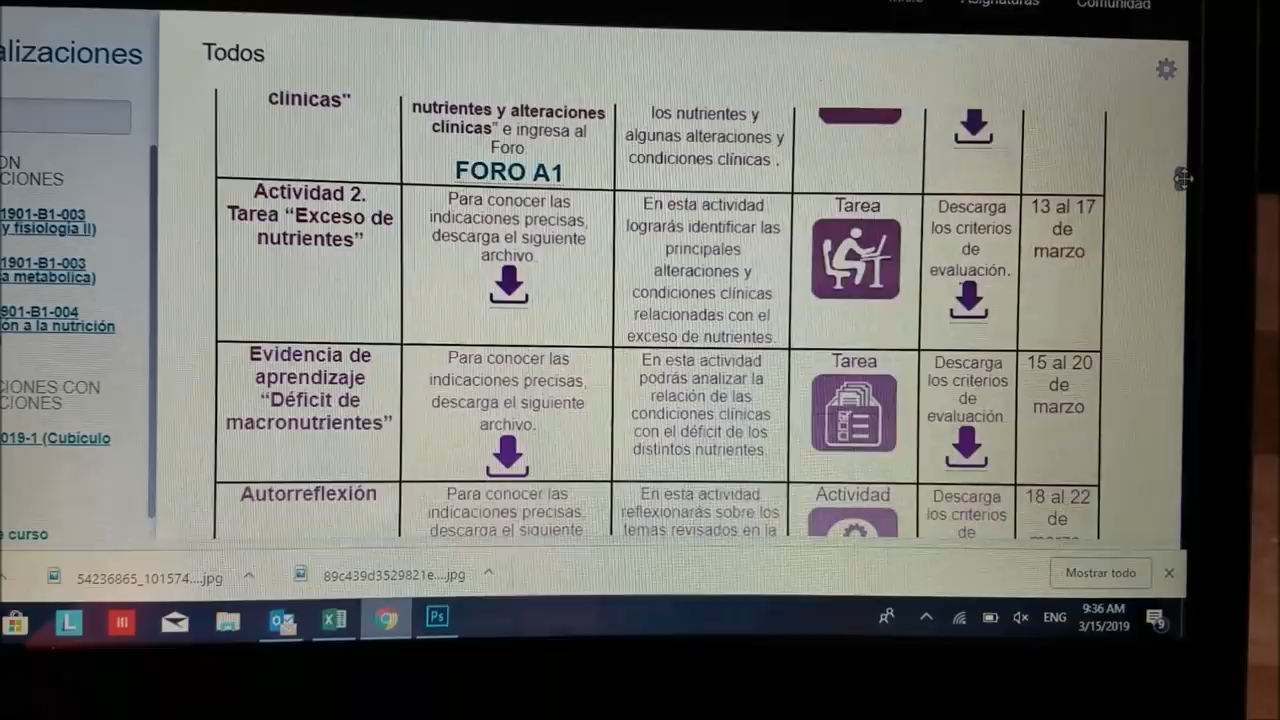 Asignaturas
Comunidad
alizaciones
Todos
CIONES
1901-B1-003
y fisiología II)
1901-B1-003
a metabolica)
901-B1-004
ón a la nutrición
CIONES CON
CIONES
019-1 (Cubiculo
e curso
clínicas"
nutrientes y alteraciones
clínicas" e ingresa al
Foro.
FORO A1
los nutrientes y
algunas alteraciones y
condiciones clínicas .
Actividad 2.
Tarea "Exceso de
nutrientes"
Para conocer las
indicaciones precisas,
descarga el siguiente
archivo.
En esta actividad
lograrás identificar las
principales
alteraciones y
condiciones clínicas
relacionadas con el
exceso de nutrientes.
Tarea
Descarga
los criterios
de
evaluación.
13 al 17
de
marzo
Evidencia de
aprendizaje
"Déficit de
macronutrientes"
Para conocer las
indicaciones precisas,
descarga el siguiente
archivo.
En esta actividad
podrás analizar la
relación de las
condiciones clínicas
con el déficit de los
distintos nutrientes.
Tarea
Descarga
los criterios
de
evaluación.
15 al 20
de
marzo
Autorreflexión
Para conocer las
indicaciones precisas,
descarga el siguiente
En esta actividad
reflexionarás sobre los
temas revisados en la
Actividad
Descarga
los criterios
de
18 al 22
de
54236865_101574....jpg
89c439d3529821e....jpg
Mostrar todo
L
Ps
ENG
9:36 AM
3/15/2019
9